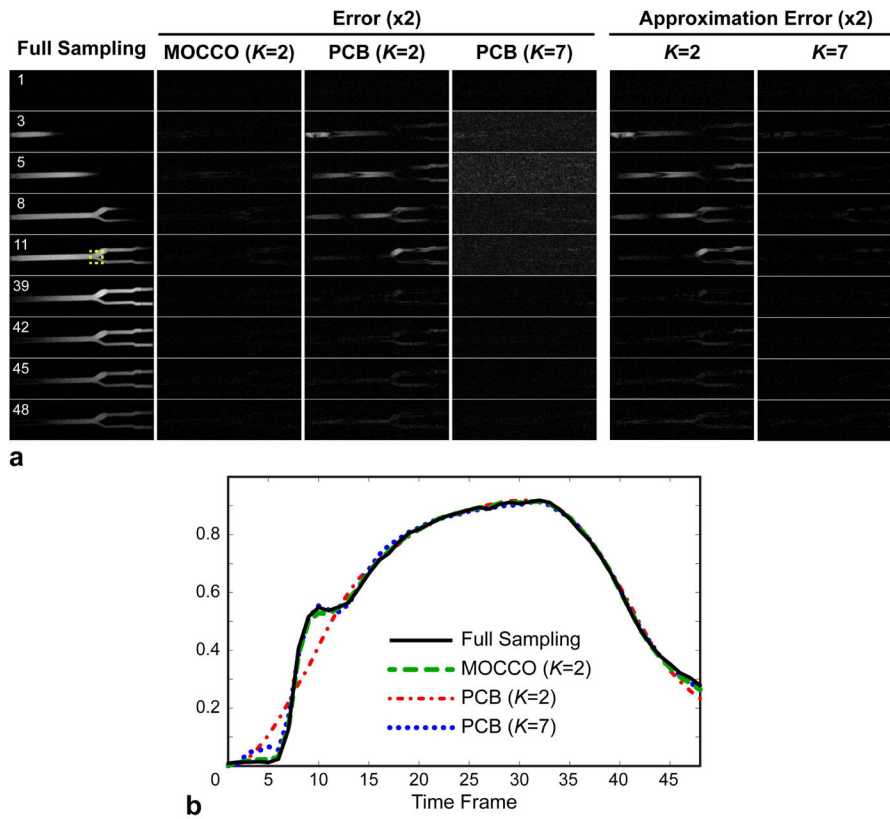 Error (x2)
Approximation Error (x2)
Full Sampling
MOCCO (K=2)
PCB (K=2)
PCB (K=7)
K=2
K=7
1
3
5
8
11
39
42
45
48
a
0.8
0.6
0.4
0.2
Full Sampling
MOCCO (K=2)
PCB (K=2)
PCB (K=7)
0 5 10 15 20 25 30 35 40 45
Time Frame
b